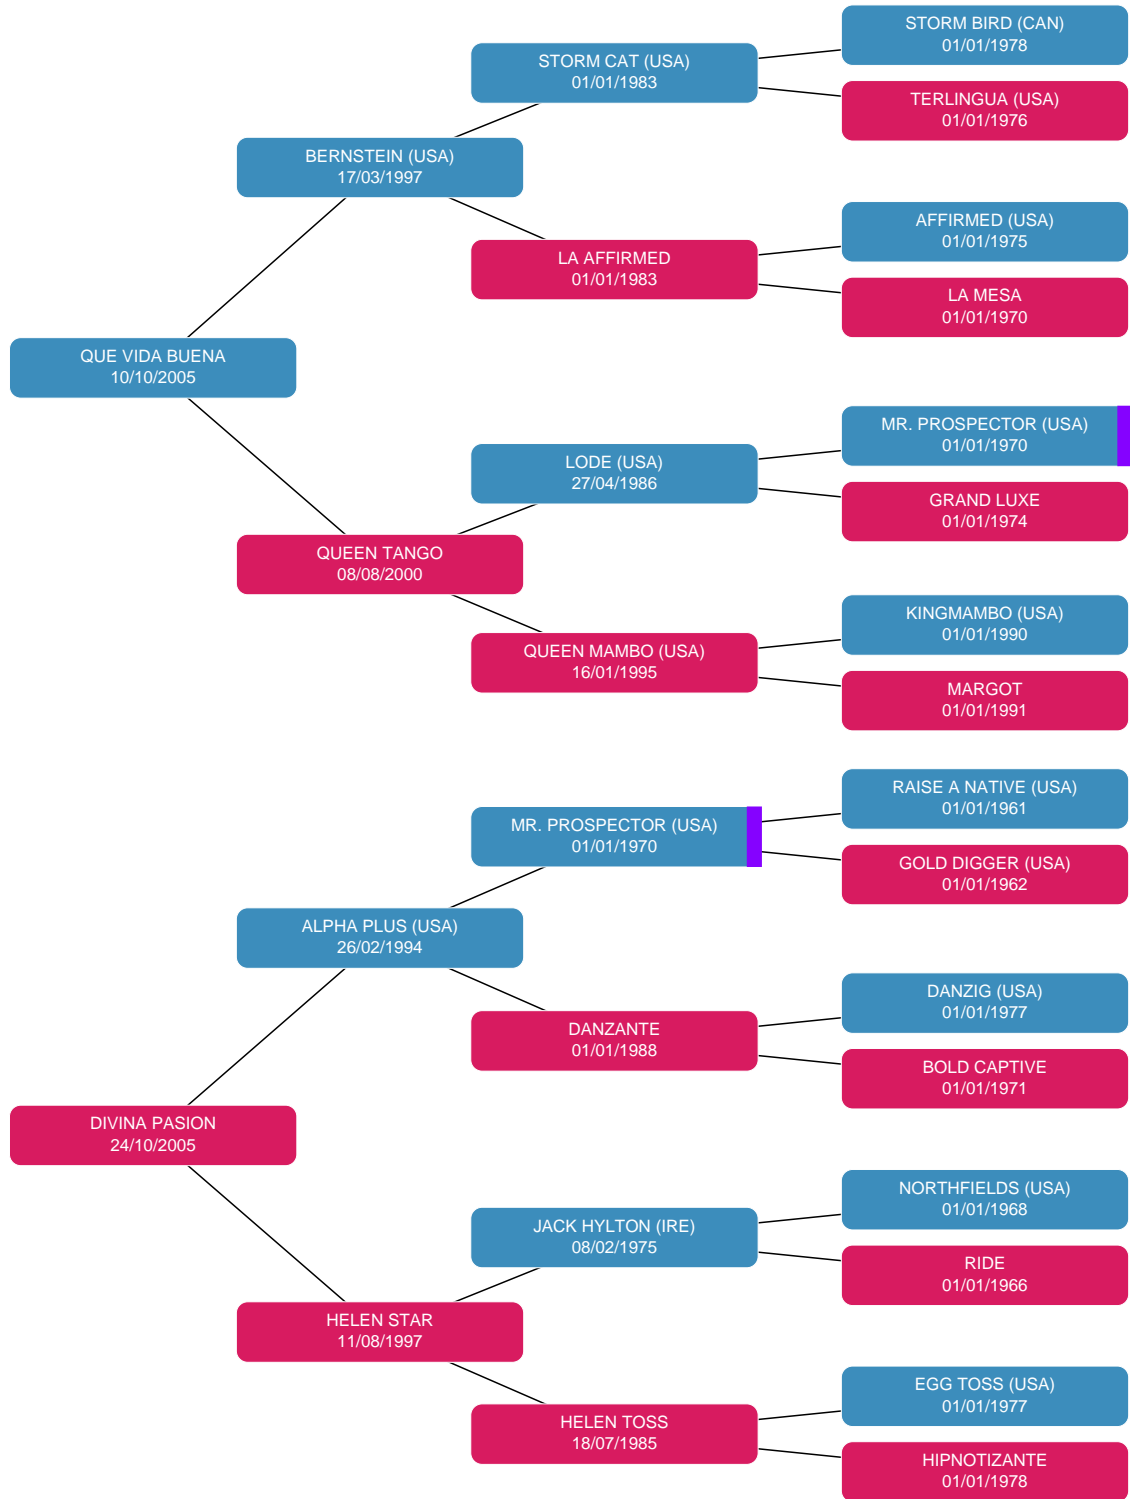 STORM BIRD (CAN)
01/01/1978
STORM CAT (USA)
01/01/1983
TERLINGUA (USA)
01/01/1976
BERNSTEIN (USA)
17/03/1997
AFFIRMED (USA)
01/01/1975
LA AFFIRMED
01/01/1983
LA MESA
01/01/1970
QUE VIDA BUENA
10/10/2005
MR. PROSPECTOR (USA)
01/01/1970
LODE (USA)
27/04/1986
GRAND LUXE
01/01/1974
QUEEN TANGO
08/08/2000
KINGMAMBO (USA)
01/01/1990
QUEEN MAMBO (USA)
16/01/1995
MARGOT
01/01/1991
RAISE A NATIVE (USA)
01/01/1961
MR. PROSPECTOR (USA)
01/01/1970
GOLD DIGGER (USA)
01/01/1962
ALPHA PLUS (USA)
26/02/1994
DANZIG (USA)
01/01/1977
DANZANTE
01/01/1988
BOLD CAPTIVE
01/01/1971
DIVINA PASION
24/10/2005
NORTHFIELDS (USA)
01/01/1968
JACK HYLTON (IRE)
08/02/1975
RIDE
01/01/1966
HELEN STAR
11/08/1997
EGG TOSS (USA)
01/01/1977
HELEN TOSS
18/07/1985
HIPNOTIZANTE
01/01/1978